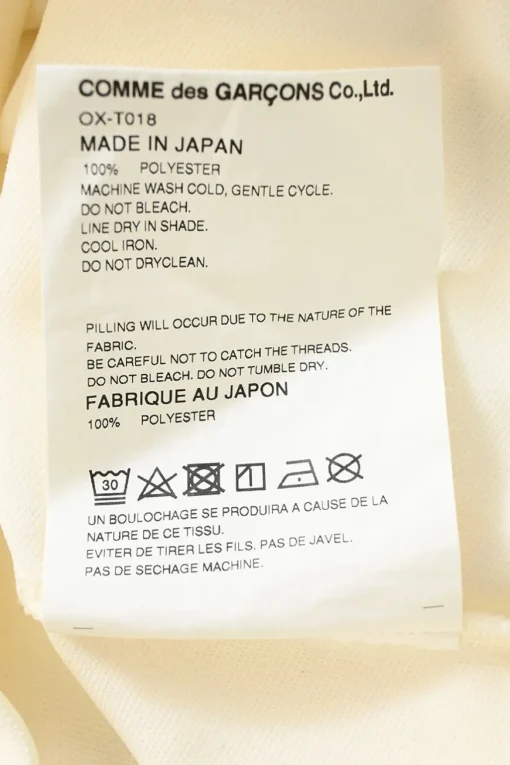 COMME des GARÇONS Co.,Ltd.
OX-T018
MADE IN JAPAN
100% POLYESTER
MACHINE WASH COLD, GENTLE CYCLE.
DO NOT BLEACH.
LINE DRY IN SHADE.
COOL IRON.
DO NOT DRYCLEAN.
PILLING WILL OCCUR DUE TO THE NATURE OF THE
FABRIC.
BE CAREFUL NOT TO CATCH THE THREADS.
DO NOT BLEACH. DO NOT TUMBLE DRY.
FABRIQUE AU JAPON
100% POLYESTER
30
UN BOULOCHAGE SE PRODUIRA A CAUSE DE LA
NATURE DE CE TISSU.
EVITER DE TIRER LES FILS. PAS DE JAVEL.
PAS DE SECHAGE MACHINE.